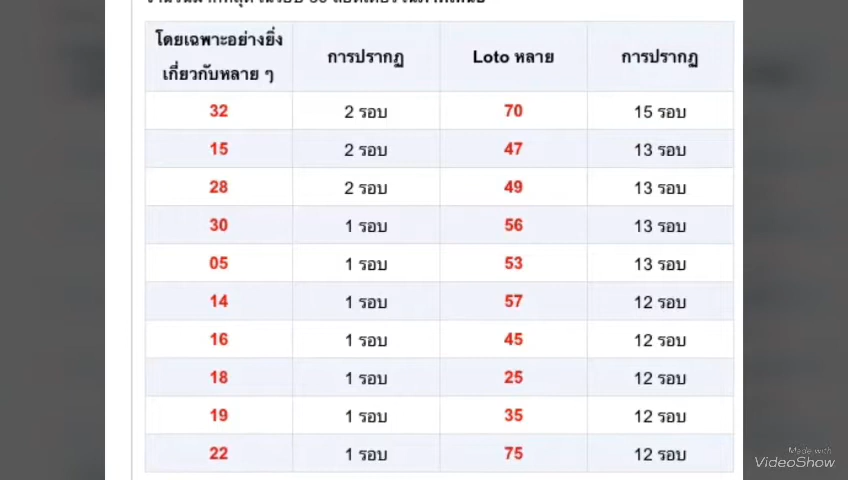 โดยเฉพาะอย่างยิ่ง การปรากฏ Loto หลาย การปรากฏ
เกี่ยวกับหลาย ๆ
32 2 รอบ 70 15 รอบ
15 2 รอบ 47 13 รอบ
28 2 รอบ 49 13 รอบ
30 1 รอบ 56 13 รอบ
05 1 รอบ 53 13 รอบ
14 1 รอบ 57 12 รอบ
16 1 รอบ 45 12 รอบ
18 1 รอบ 25 12 รอบ
19 1 รอบ 35 12 รอบ
22 1 รอบ 75 12 รอบ
Made with
VideoShow